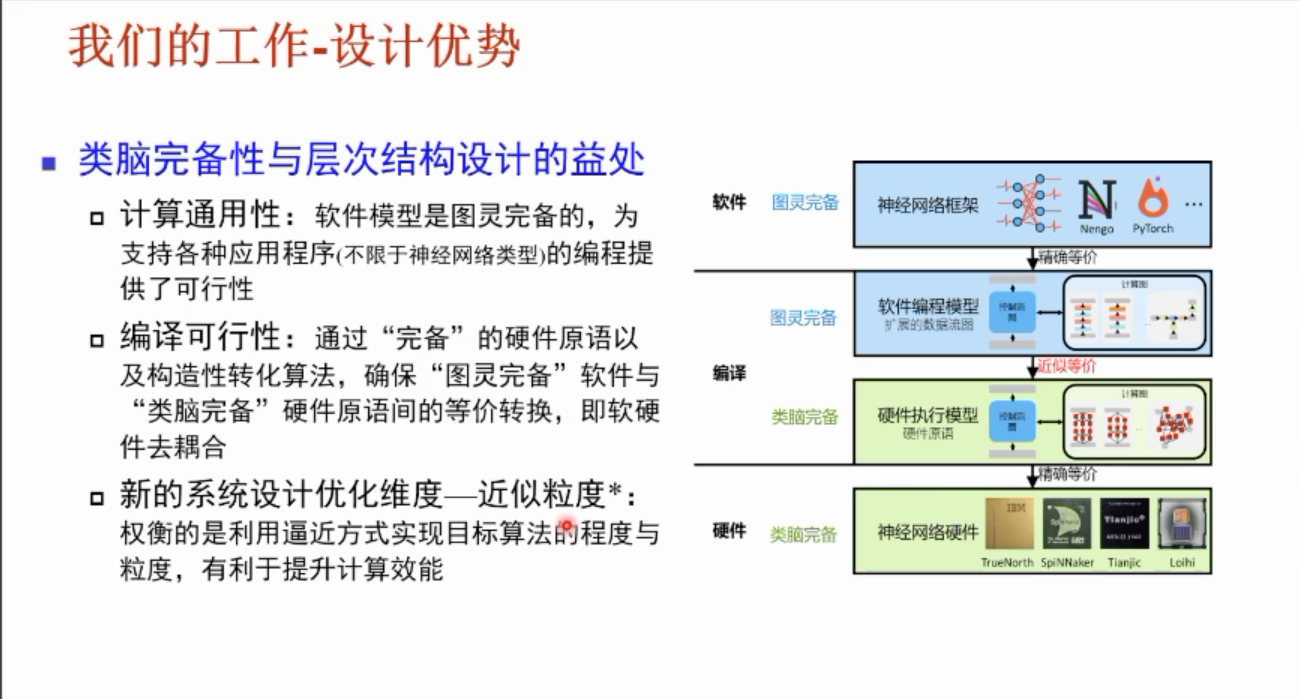 我们的工作-设计优势
类脑完备性与层次结构设计的益处
计算通用性：软件模型是图灵完备的，为
支持各种应用程序(不限于神经网络类型)的编程提
供了可行性
编译可行性：通过“完备”的硬件原语以
及构造性转化算法，确保“图灵完备”软件与
“类脑完备”硬件原语间的等价转换，即软硬
件去耦合
新的系统设计优化维度—近似粒度*：
权衡的是利用逼近方式实现目标算法的程度与
粒度，有利于提升计算效能
软件
图灵完备
神经网络框架
Nengo
PyTorch
...
精确等价
编译
图灵完备
软件编程模型
扩展的数据流图
计算图
近似等价
类脑完备
硬件执行模型
硬件原语
计算图
精确等价
硬件
类脑完备
神经网络硬件
IBM
Tianjic
TrueNorth
SpiNNaker
Tianjic
Loihi